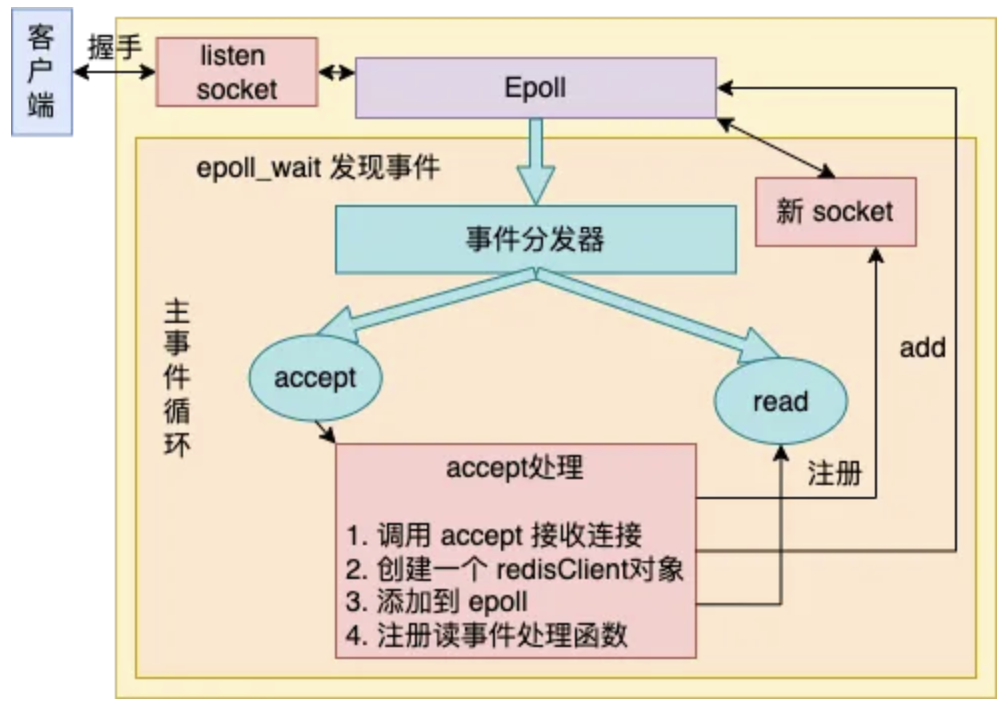 客户端
握手
listen
socket
Epoll
epoll_wait 发现事件
新 socket
事件分发器
主事件循环
add
accept
read
注册
accept处理
1. 调用 accept 接收连接
2. 创建一个 redisClient对象
3. 添加到 epoll
4. 注册读事件处理函数